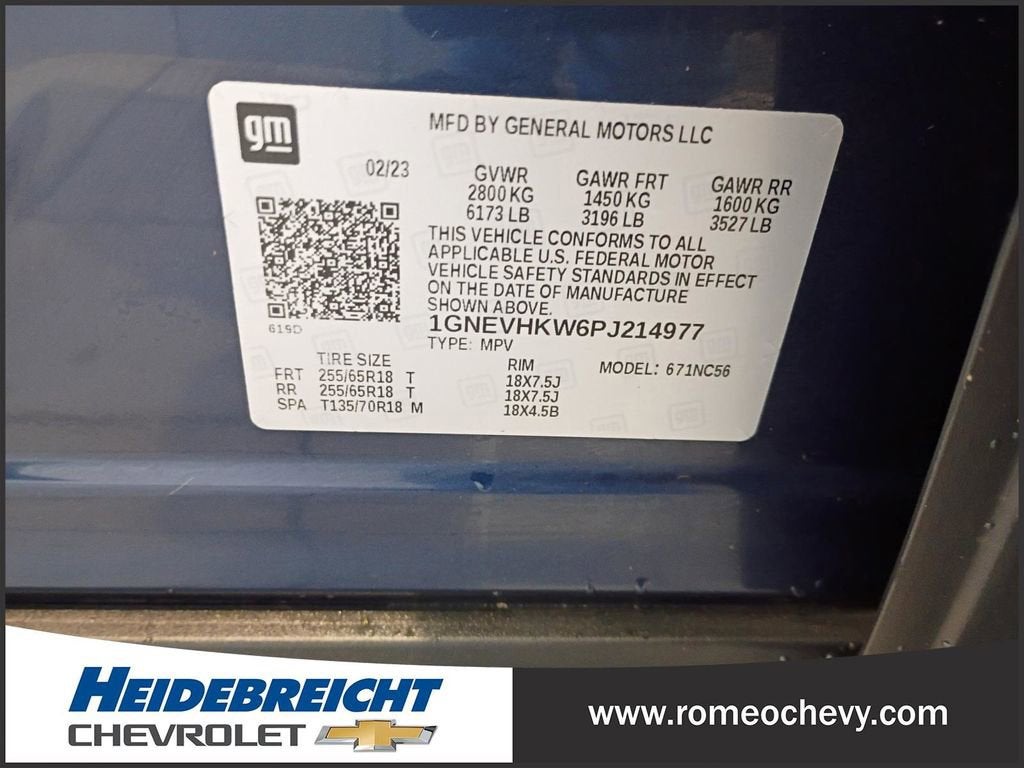 gm
MFD BY GENERAL MOTORS LLC
02/23
GVWR GAWR FRT GAWR RR
2800 KG 1450 KG 1600 KG
6173 LB 3196 LB 3527 LB
THIS VEHICLE CONFORMS TO ALL
APPLICABLE U.S. FEDERAL MOTOR
VEHICLE SAFETY STANDARDS IN EFFECT
ON THE DATE OF MANUFACTURE
SHOWN ABOVE.
619D
1GNEVHKW6PJ214977
TYPE: MPV
MODEL: 671NC56
TIRE SIZE RIM
FRT 255/65R18 T 18X7.5J
RR 255/65R18 T 18X7.5J
SPA T135/70R18 M 18X4.5B
HEIDEBREICHT
CHEVROLET
www.romeochevy.com